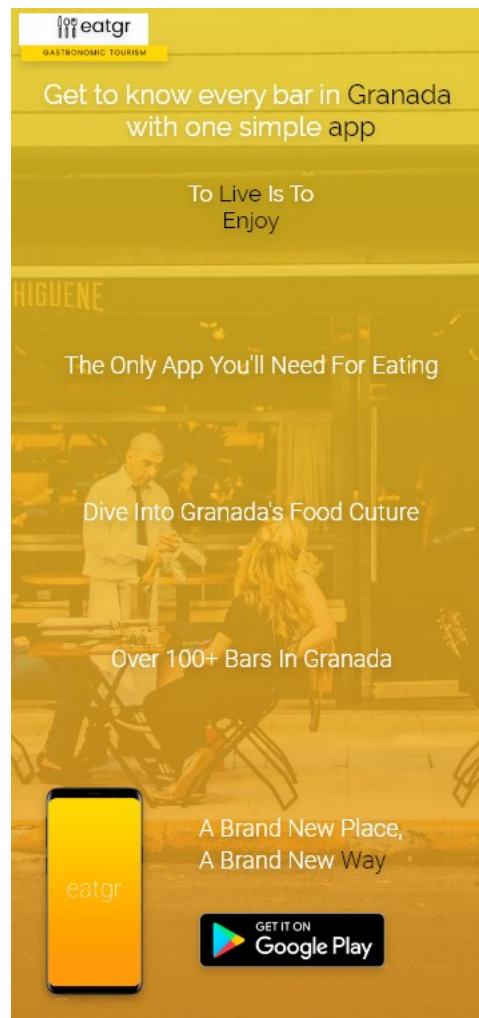 eatgr
GASTRONOMIC TOURISM
Get to know every bar in Granada
with one simple app
To Live Is To
Enjoy
HIGUENE
The Only App You'll Need For Eating
Dive Into Granada's Food Cuture
Over 100+ Bars In Granada
A Brand New Place,
A Brand New Way
eatgr
GET IT ON
Google Play